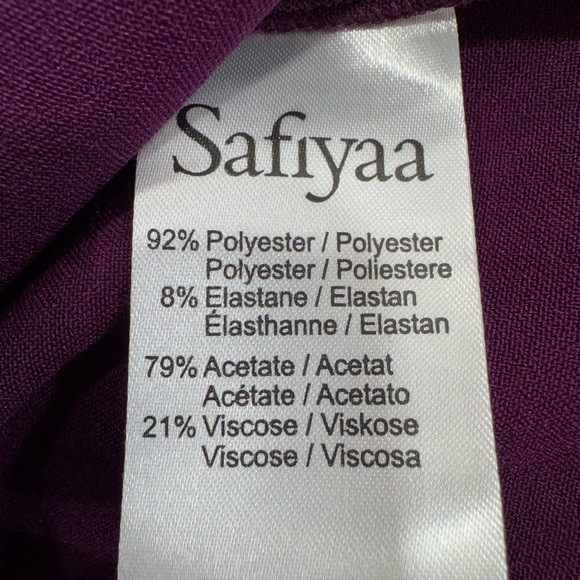 Safiyaa
92% Polyester / Polyester
Polyester / Poliestere
8% Elastane / Elastan
Élasthanne / Elastan
79% Acetate / Acetat
Acétate / Acetato
21% Viscose / Viskose
Viscose / Viscosa